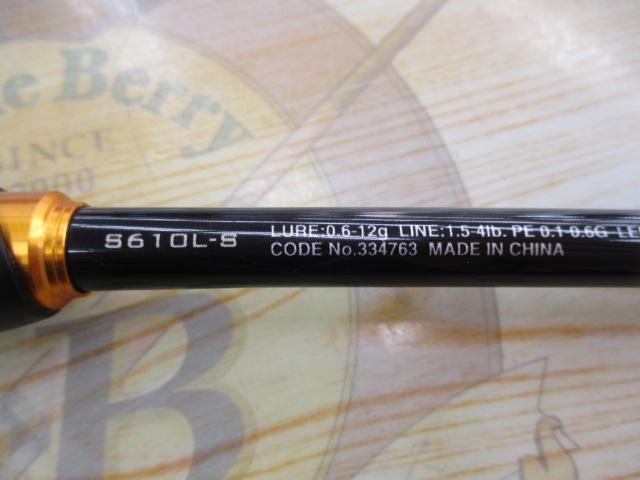 Berry
SINCE
2000
S610L-S
LURE:0.6-12g LINE:1.5-4lb. PE 0.1-0.6G
CODE No.334763 MADE IN CHINA
B